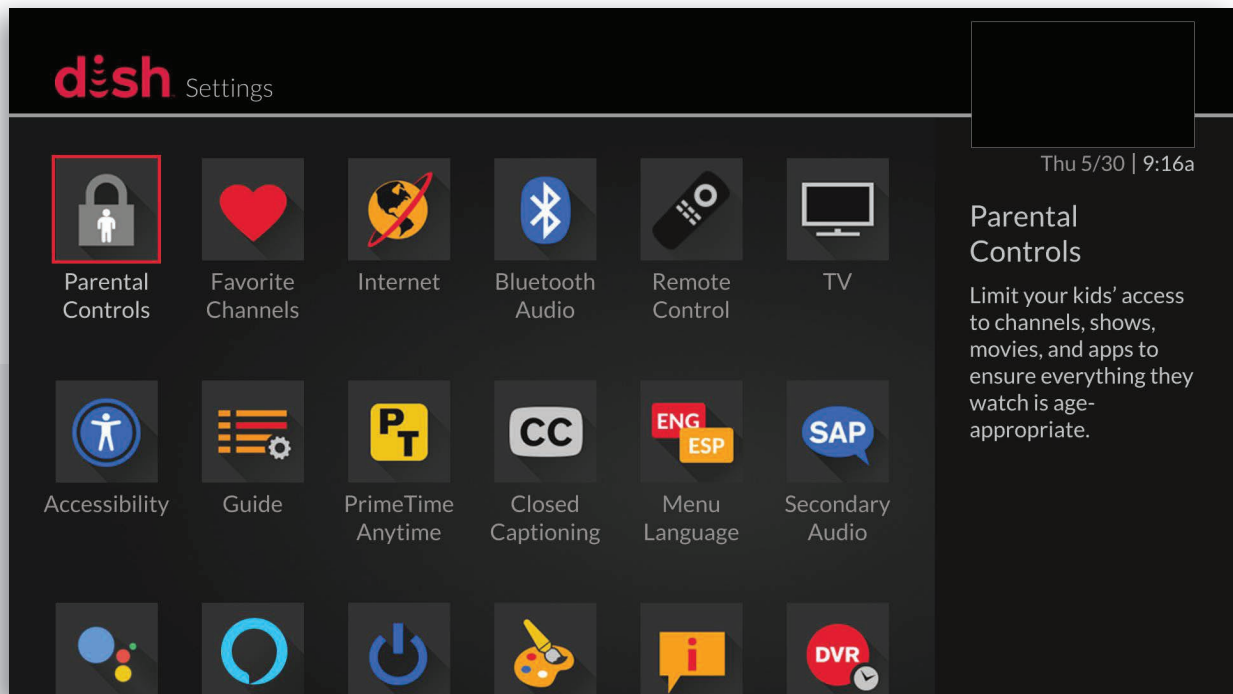 dish Settings
Thu 5/30 | 9:16a
Parental
Controls
Favorite
Channels
Internet
Bluetooth
Audio
Remote
Control
TV
Parental
Controls
Limit your kids’ access
to channels, shows,
movies, and apps to
ensure everything they
watch is age-
appropriate.
Accessibility
Guide
PT
PrimeTime
Anytime
CC
Closed
Captioning
ENG
ESP
Menu
Language
SAP
Secondary
Audio
i
DVR